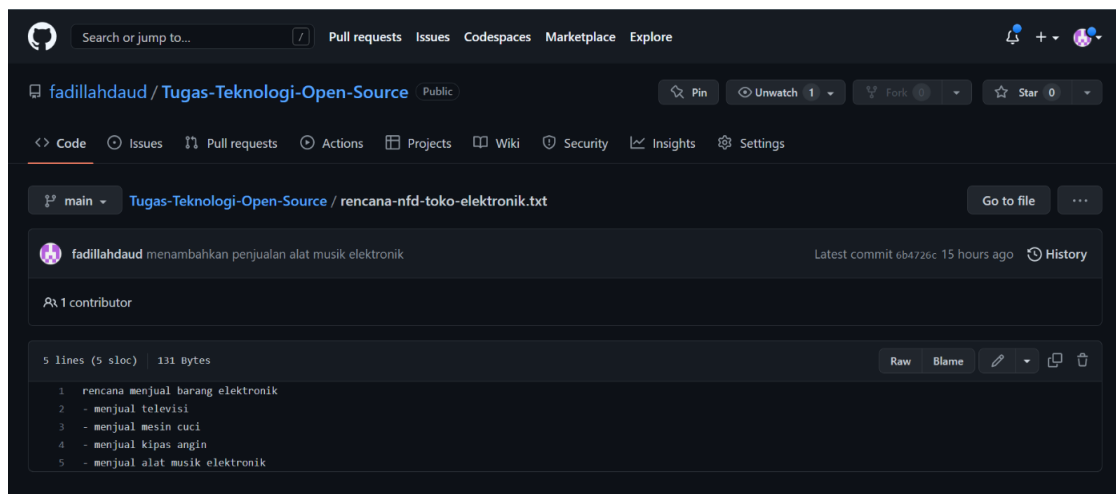 Search or jump to... / Pull requests Issues Codespaces Marketplace Explore
fadillahdaud / Tugas-Teknologi-Open-Source Public Pin Unwatch 1 Fork 0 Star 0
Code Issues Pull requests Actions Projects Wiki Security Insights Settings
main Tugas-Teknologi-Open-Source / rencana-nfd-toko-elektronik.txt Go to file ...
fadillahdaud menambahkan penjualan alat musik elektronik Latest commit 6b4726c 15 hours ago History
1 contributor
5 lines (5 sloc) 131 Bytes Raw Blame
1 rencana menjual barang elektronik
2 - menjual televisi
3 - menjual mesin cuci
4 - menjual kipas angin
5 - menjual alat musik elektronik